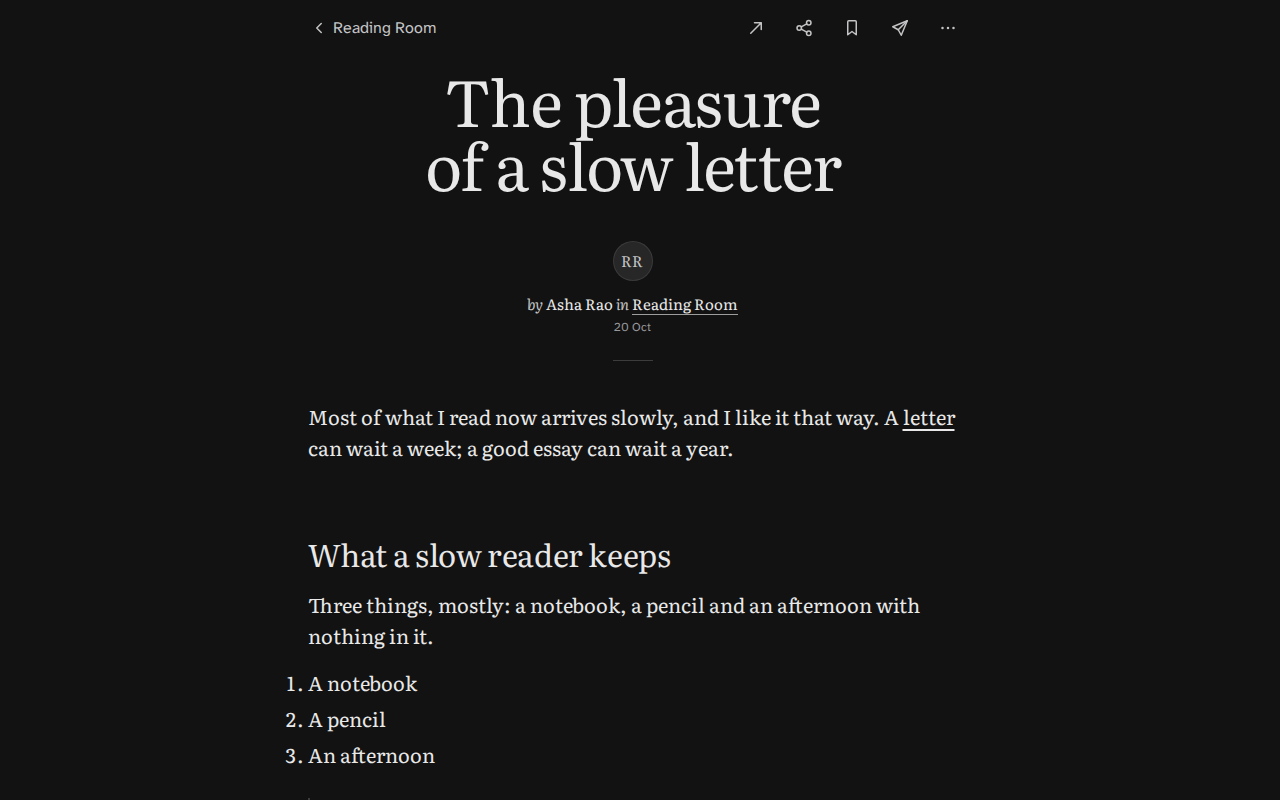 Reading Room
The pleasure
of a slow letter
RR
by Asha Rao in Reading Room
20 Oct
Most of what I read now arrives slowly, and I like it that way. A letter
can wait a week; a good essay can wait a year.
What a slow reader keeps
Three things, mostly: a notebook, a pencil and an afternoon with
nothing in it.
1. A notebook
2. A pencil
3. An afternoon